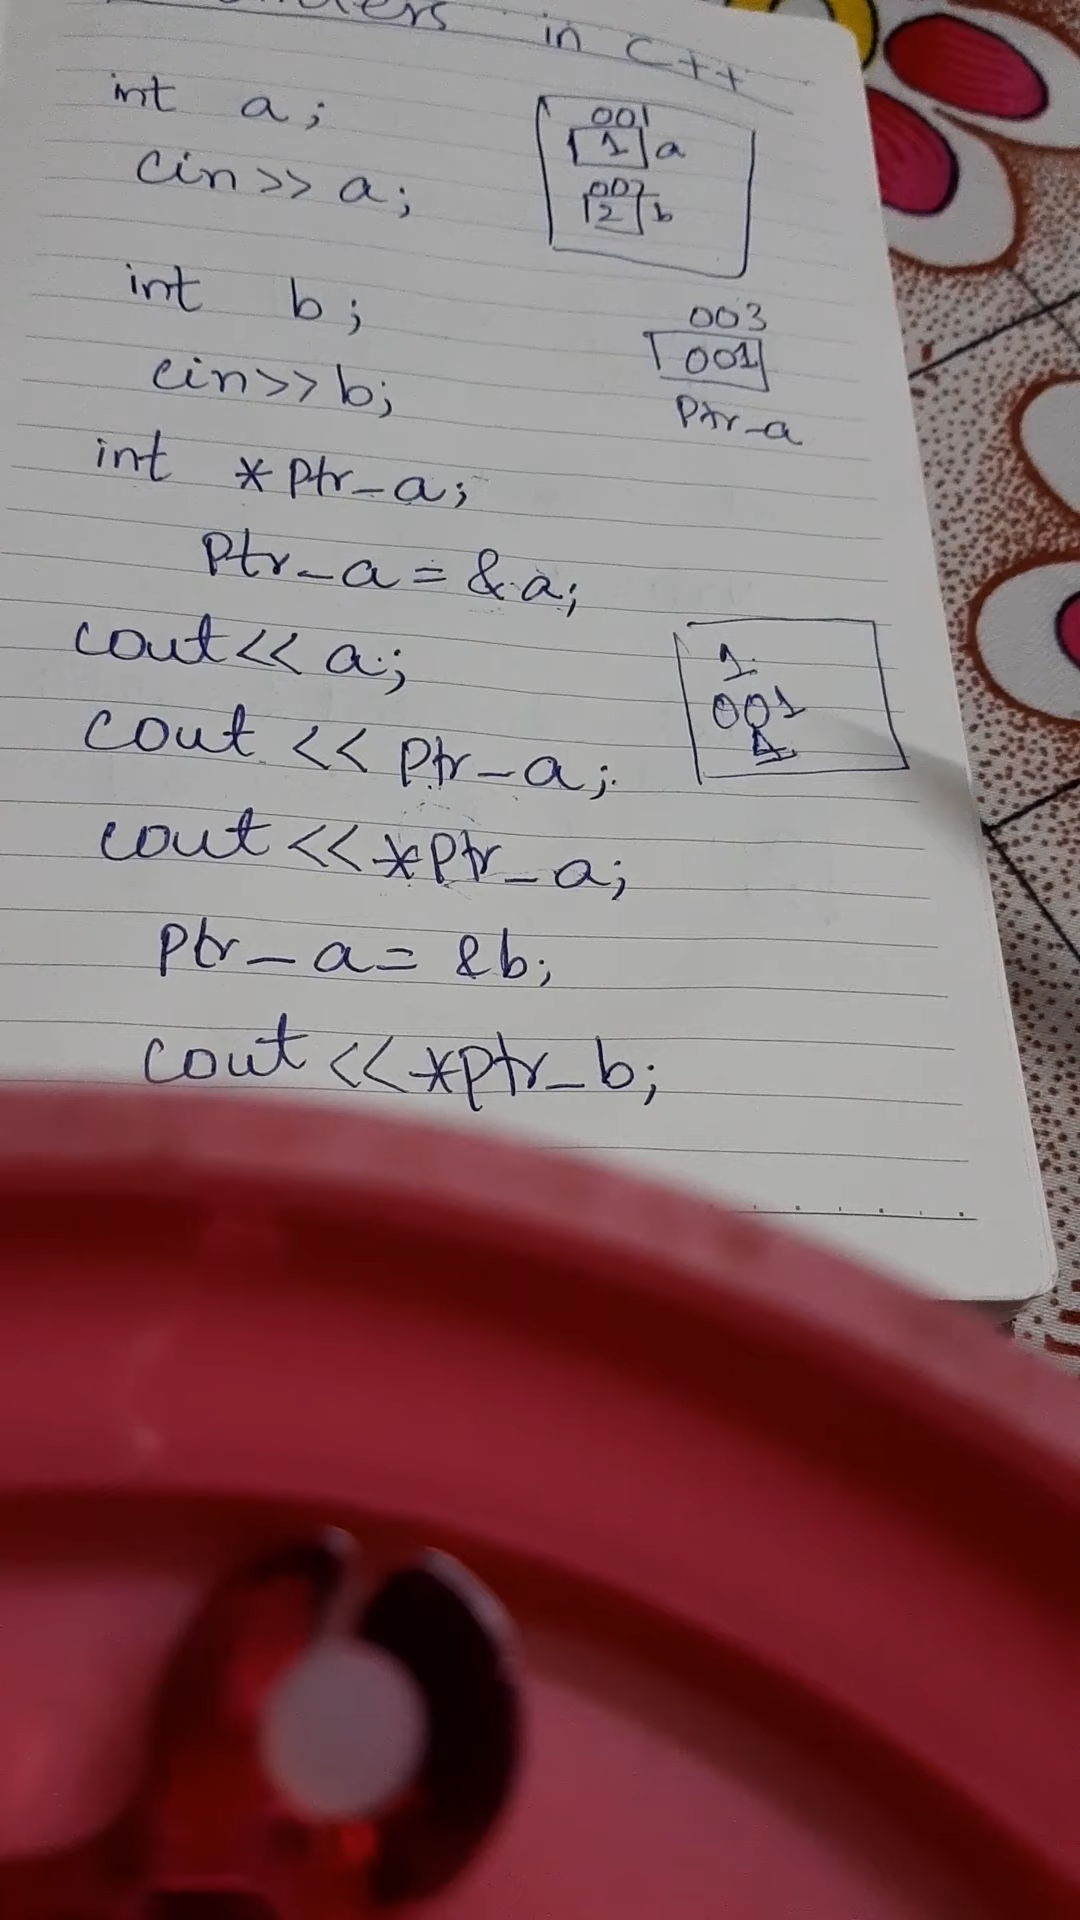 in C++
int a;
cin>> a;
001
1 a
002
2 b
int b;
cin>> b;
003
001
Ptr_a
int *Ptr_a;
Ptr_a = &a;
cout<< a;
cout << Ptr_a;
cout <<*Ptr_a;
1
001
1
Ptr_a = &b;
cout <<*ptr_b;